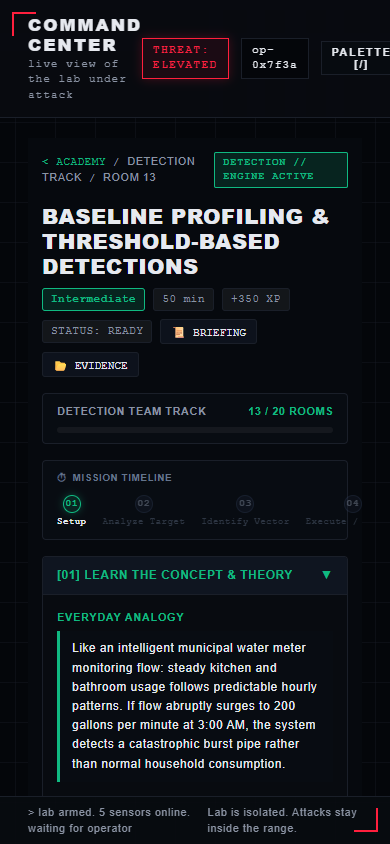 COMMAND
CENTER
live view of
the lab under
attack
THREAT:
ELEVATED
op-
0x7f3a
PALETTE
[/]
< ACADEMY / DETECTION
TRACK / ROOM 13
DETECTION //
ENGINE ACTIVE
BASELINE PROFILING &
THRESHOLD-BASED
DETECTIONS
Intermediate
50 min
+350 XP
STATUS: READY
📜 BRIEFING
📂 EVIDENCE
DETECTION TEAM TRACK
13 / 20 ROOMS
⏱ MISSION TIMELINE
01
02
03
04
Setup
Analyze Target
Identify Vector
Execute /
[01] LEARN THE CONCEPT & THEORY
▼
EVERYDAY ANALOGY
Like an intelligent municipal water meter
monitoring flow: steady kitchen and
bathroom usage follows predictable hourly
patterns. If flow abruptly surges to 200
gallons per minute at 3:00 AM, the system
detects a catastrophic burst pipe rather
than normal household consumption.
> lab armed. 5 sensors online.
waiting for operator
Lab is isolated. Attacks stay
inside the range.